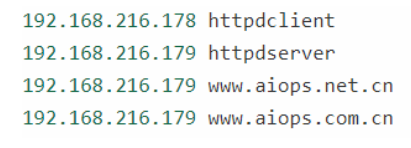 192.168.216.178 httpdclient
192.168.216.179 httpdserver
192.168.216.179 www.aiops.net.cn
192.168.216.179 www.aiops.com.cn